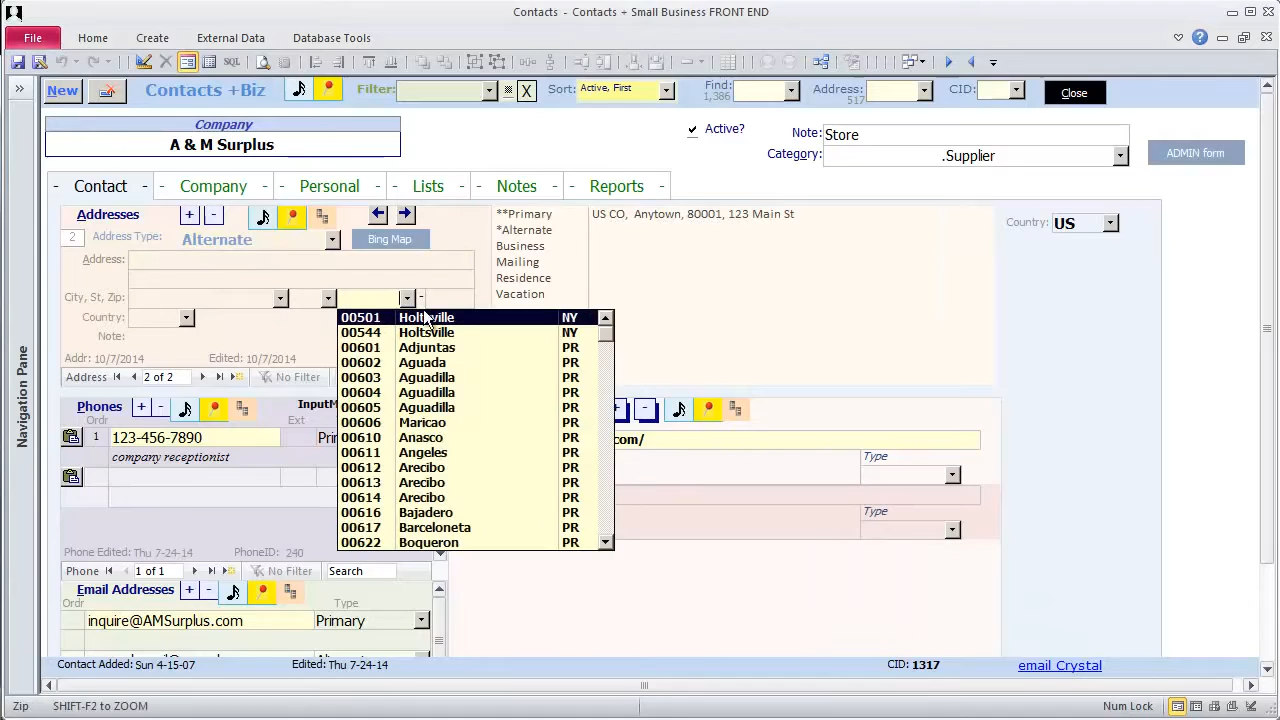 Contacts - Contacts + Small Business FRONT END
File Home Create External Data Database Tools
SQL
New Contacts +Biz Filter: X Sort: Active, First Find: 1,386 Address: 517 CID: Close
Company
A & M Surplus
Active? Note: Store
Category: .Supplier
ADMIN form
- Contact - Company - - Personal - - Lists - - Notes - - Reports -
Addresses + -
2 Address Type: Alternate Bing Map
Address:
City, St, Zip: -
Country:
Note:
Addr: 10/7/2014 Edited: 10/7/2014
Address 2 of 2 No Filter
**Primary US CO, Anytown, 80001, 123 Main St
*Alternate
Business
Mailing
Residence
Vacation
Country: US
00501 Holtsville NY
00544 Holtsville NY
00601 Adjuntas PR
00602 Aguada PR
00603 Aguadilla PR
00604 Aguadilla PR
00605 Aguadilla PR
00606 Maricao PR
00610 Anasco PR
00611 Angeles PR
00612 Arecibo PR
00613 Arecibo PR
00614 Arecibo PR
00616 Bajadero PR
00617 Barceloneta PR
00622 Boqueron PR
Phones + -
Ordr Ext
1 123-456-7890
company receptionist
Phone Edited: Thu 7-24-14 PhoneID: 240
Phone 1 of 1 No Filter Search
+ -
com/
Type
Type
Email Addresses + -
Ordr Type
inquire@AMSurplus.com Primary
Contact Added: Sun 4-15-07 Edited: Thu 7-24-14 CID: 1317 email Crystal
Navigation Pane
Zip SHIFT-F2 to ZOOM Num Lock